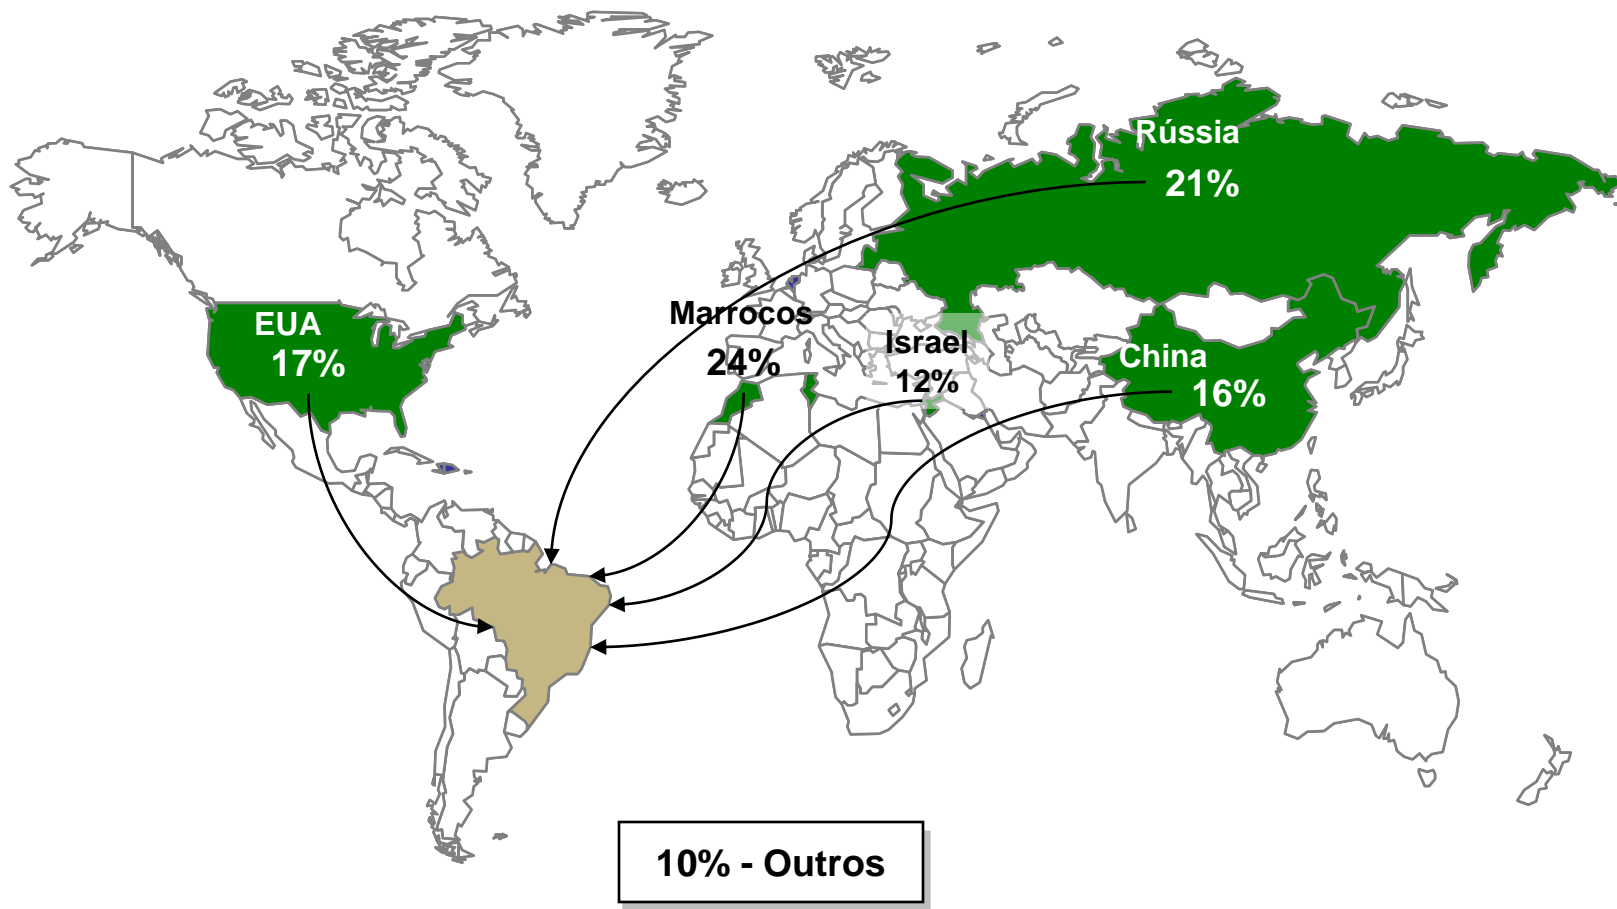 Rússia
21%
EUA
17%
Marrocos
24%
Israel
12%
China
16%
10% - Outros